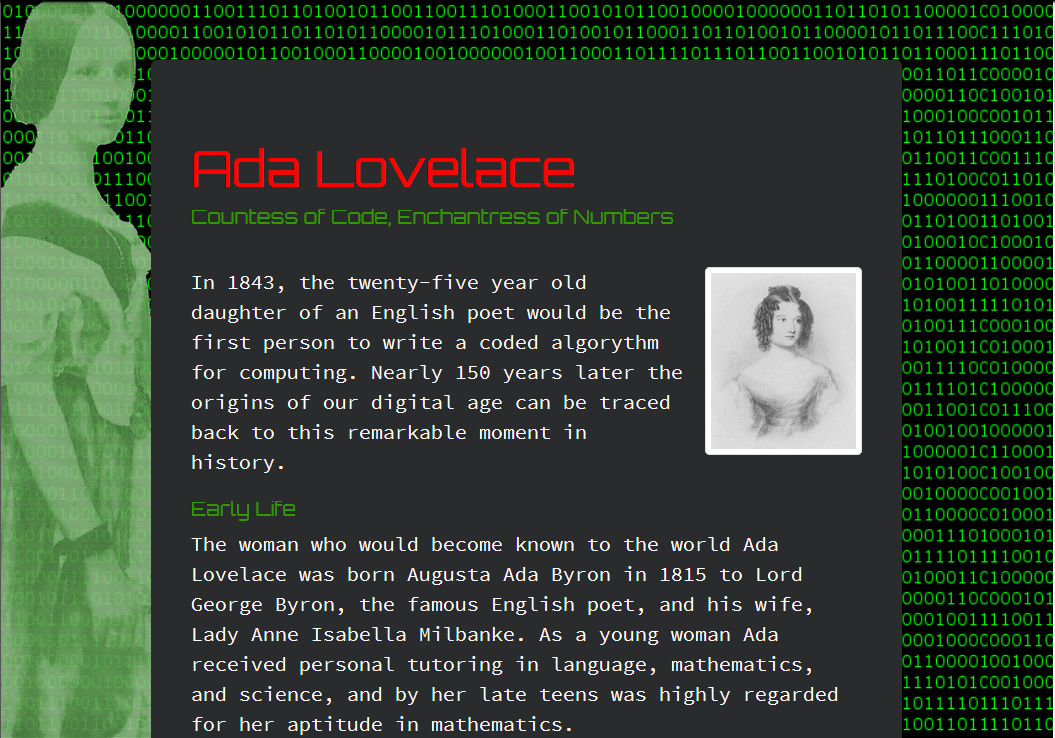 Ada Lovelace
Countess of Code, Enchantress of Numbers
In 1843, the twenty-five year old
daughter of an English poet would be the
first person to write a coded algorythm
for computing. Nearly 150 years later the
origins of our digital age can be traced
back to this remarkable moment in
history.
Early Life
The woman who would become known to the world Ada
Lovelace was born Augusta Ada Byron in 1815 to Lord
George Byron, the famous English poet, and his wife,
Lady Anne Isabella Milbanke. As a young woman Ada
received personal tutoring in language, mathematics,
and science, and by her late teens was highly regarded
for her aptitude in mathematics.